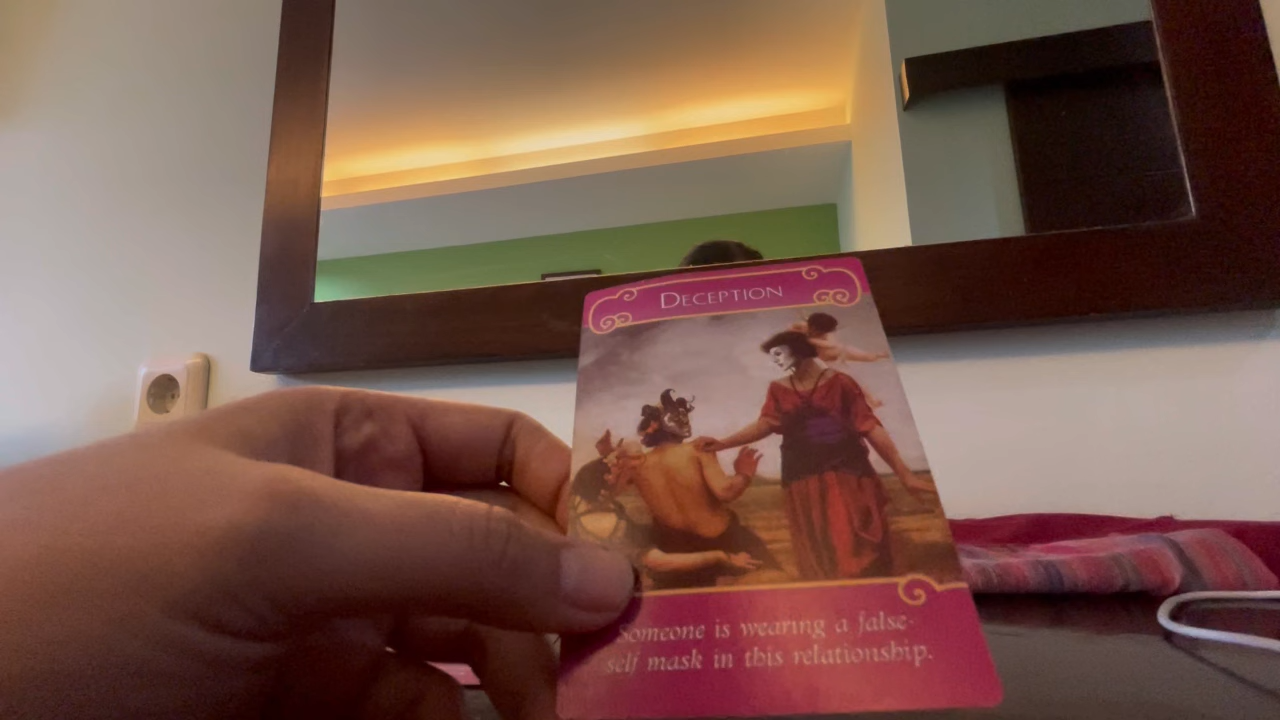 DECEPTION
Someone is wearing a false-
self mask in this relationship.